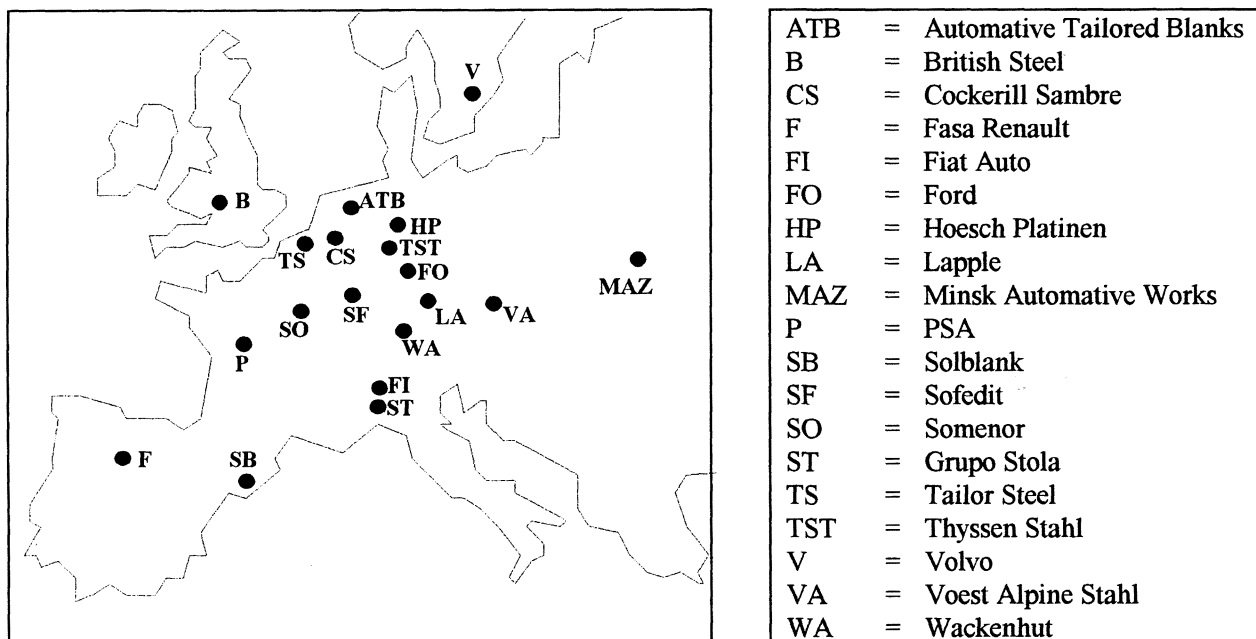 V
B
ATB
HP
TS
CS
TST
FO
MAZ
SO
SF
LA
VA
P
WA
FI
ST
F
SB
ATB = Automative Tailored Blanks
B = British Steel
CS = Cockerill Sambre
F = Fasa Renault
FI = Fiat Auto
FO = Ford
HP = Hoesch Platinen
LA = Lapple
MAZ = Minsk Automative Works
P = PSA
SB = Solblank
SF = Sofedit
SO = Somenor
ST = Grupo Stola
TS = Tailor Steel
TST = Thyssen Stahl
V = Volvo
VA = Voest Alpine Stahl
WA = Wackenhut